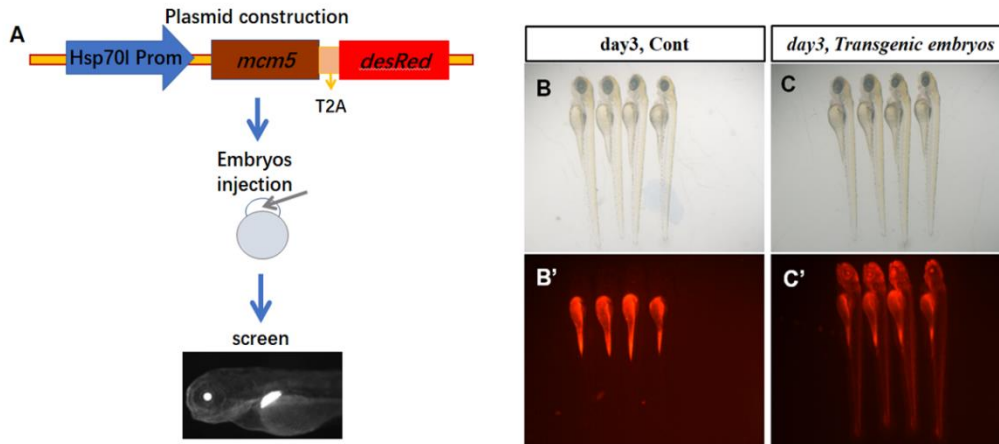 Plasmid construction
A
Hsp70l Prom
mcm5
desRed
T2A
Embryos
injection
screen
day3, Cont
day3, Transgenic embryos
B
C
B’
C’